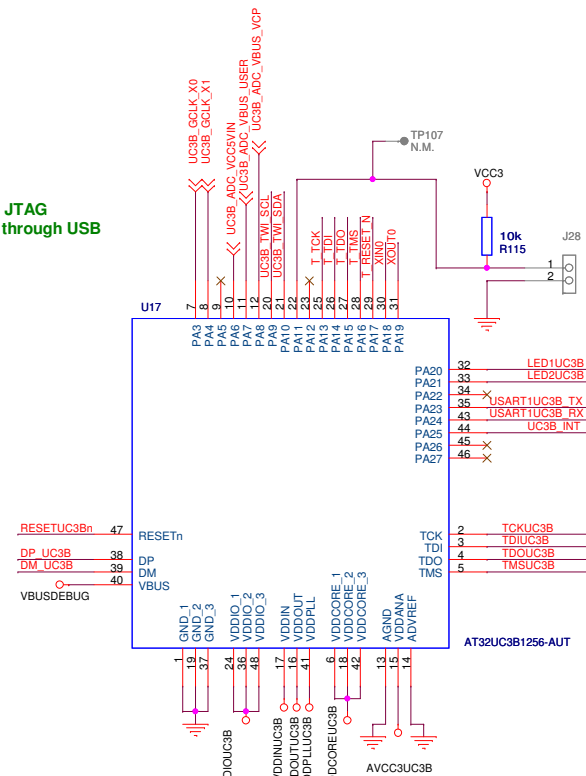 JTAG
through USB
UC3B_GCLK_X0
UC3B_GCLK_X1
UC3B_ADC_VCC5VIN
UC3B_ADC_VBUS_USER
UC3B_ADC_VBUS_VCP
UC3B_TWI_SCL
UC3B_TWI_SDA
T_TCK
T_TDI
T_TDO
T_TMS
T_RESET_N
XIN0
XOUT0
TP107
N.M.
VCC3
10k
R115
J28
1
2
U17
7
8
9
10
11
12
20
21
22
23
25
26
27
28
29
30
31
PA3
PA4
PA5
PA6
PA7
PA8
PA9
PA10
PA11
PA12
PA13
PA14
PA15
PA16
PA17
PA18
PA19
PA20 32 LED1UC3B
PA21 33 LED2UC3B
PA22 34
PA23 35 USART1UC3B_TX
PA24 43 USART1UC3B_RX
PA25 44 UC3B_INT
PA26 45
PA27 46
RESETUC3Bn 47 RESETn
DP_UC3B 38 DP
DM_UC3B 39 DM
40 VBUS
VBUSDEBUG
TCK 2 TCKUC3B
TDI 3 TDIUC3B
TDO 4 TDOUC3B
TMS 5 TMSUC3B
GND_1
GND_2
GND_3
VDDIO_1
VDDIO_2
VDDIO_3
VDDIN
VDDOUT
VDDPLL
VDDCORE_1
VDDCORE_2
VDDCORE_3
AGND
VDDANA
ADVREF
AT32UC3B1256-AUT
1
19
37
24
36
48
17
16
41
6
18
42
13
15
14
DIOUC3B
VDDINUC3B
DOUTUC3B
DPLLUC3B
DCOREUC3B
AVCC3UC3B